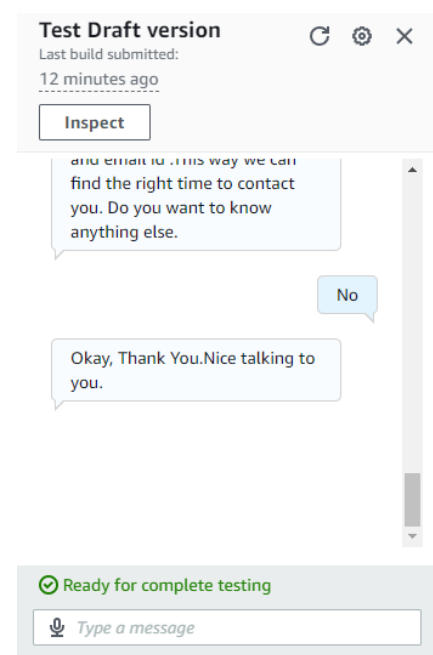 Test Draft version
Last build submitted:
12 minutes ago
Inspect
and email id .This way we can
find the right time to contact
you. Do you want to know
anything else.
No
Okay, Thank You.Nice talking to
you.
Ready for complete testing
Type a message